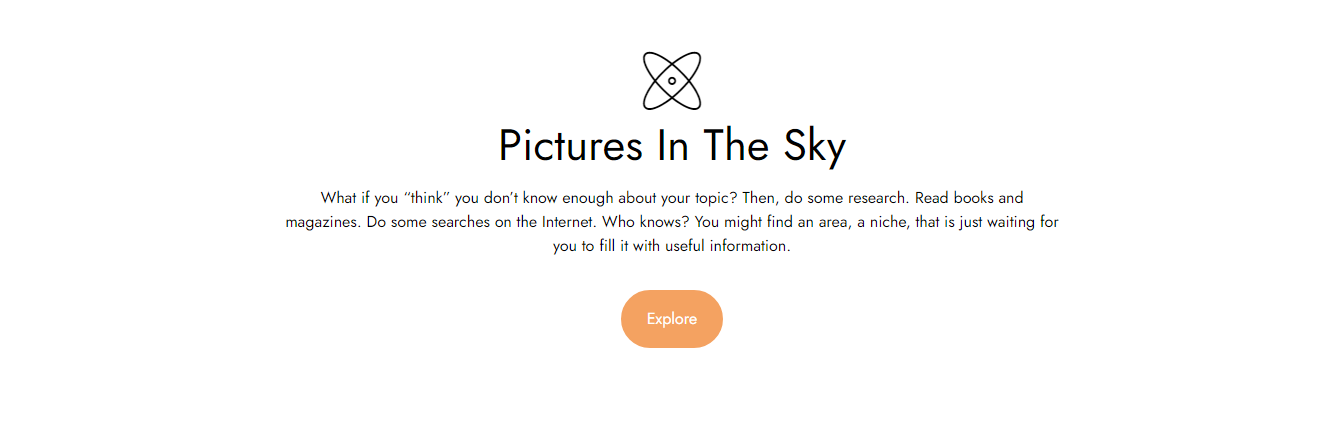 Pictures In The Sky
What if you “think” you don’t know enough about your topic? Then, do some research. Read books and
magazines. Do some searches on the Internet. Who knows? You might find an area, a niche, that is just waiting for
you to fill it with useful information.
Explore